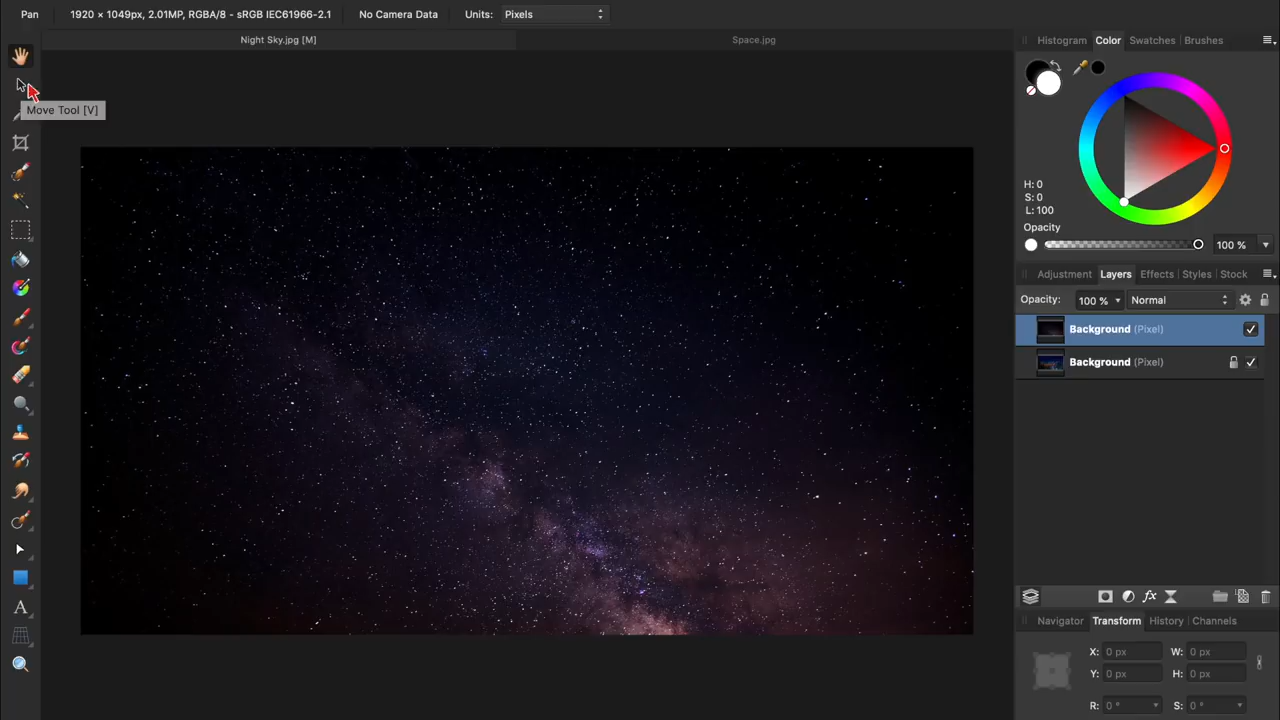 Pan 1920 × 1049px, 2.01MP, RGBA/8 - sRGB IEC61966-2.1 No Camera Data Units: Pixels
Night Sky.jpg [M] Space.jpg
Move Tool [V]
Histogram Color Swatches Brushes
H: 0
S: 0
L: 100
Opacity
100 %
Adjustment Layers Effects Styles Stock
Opacity: 100 % Normal
Background (Pixel)
Background (Pixel)
fx
Navigator Transform History Channels
X: 0 px W: 0 px
Y: 0 px H: 0 px
R: 0 ° S: 0 °
A